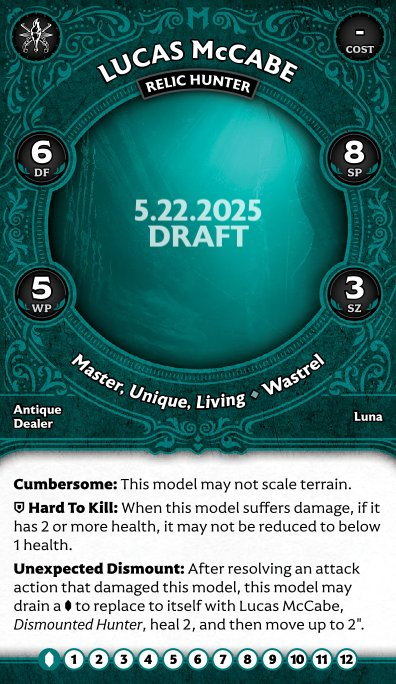 -
COST
LUCAS McCABE
RELIC HUNTER
6
DF
8
SP
5.22.2025
DRAFT
5
WP
3
SZ
Master, Unique, Living ♦ Wastrel
Antique
Dealer
Luna
Cumbersome: This model may not scale terrain.
Hard To Kill: When this model suffers damage, if it
has 2 or more health, it may not be reduced to below
1 health.
Unexpected Dismount: After resolving an attack
action that damaged this model, this model may
drain a to replace to itself with Lucas McCabe,
Dismounted Hunter, heal 2, and then move up to 2".
1 2 3 4 5 6 7 8 9 10 11 12